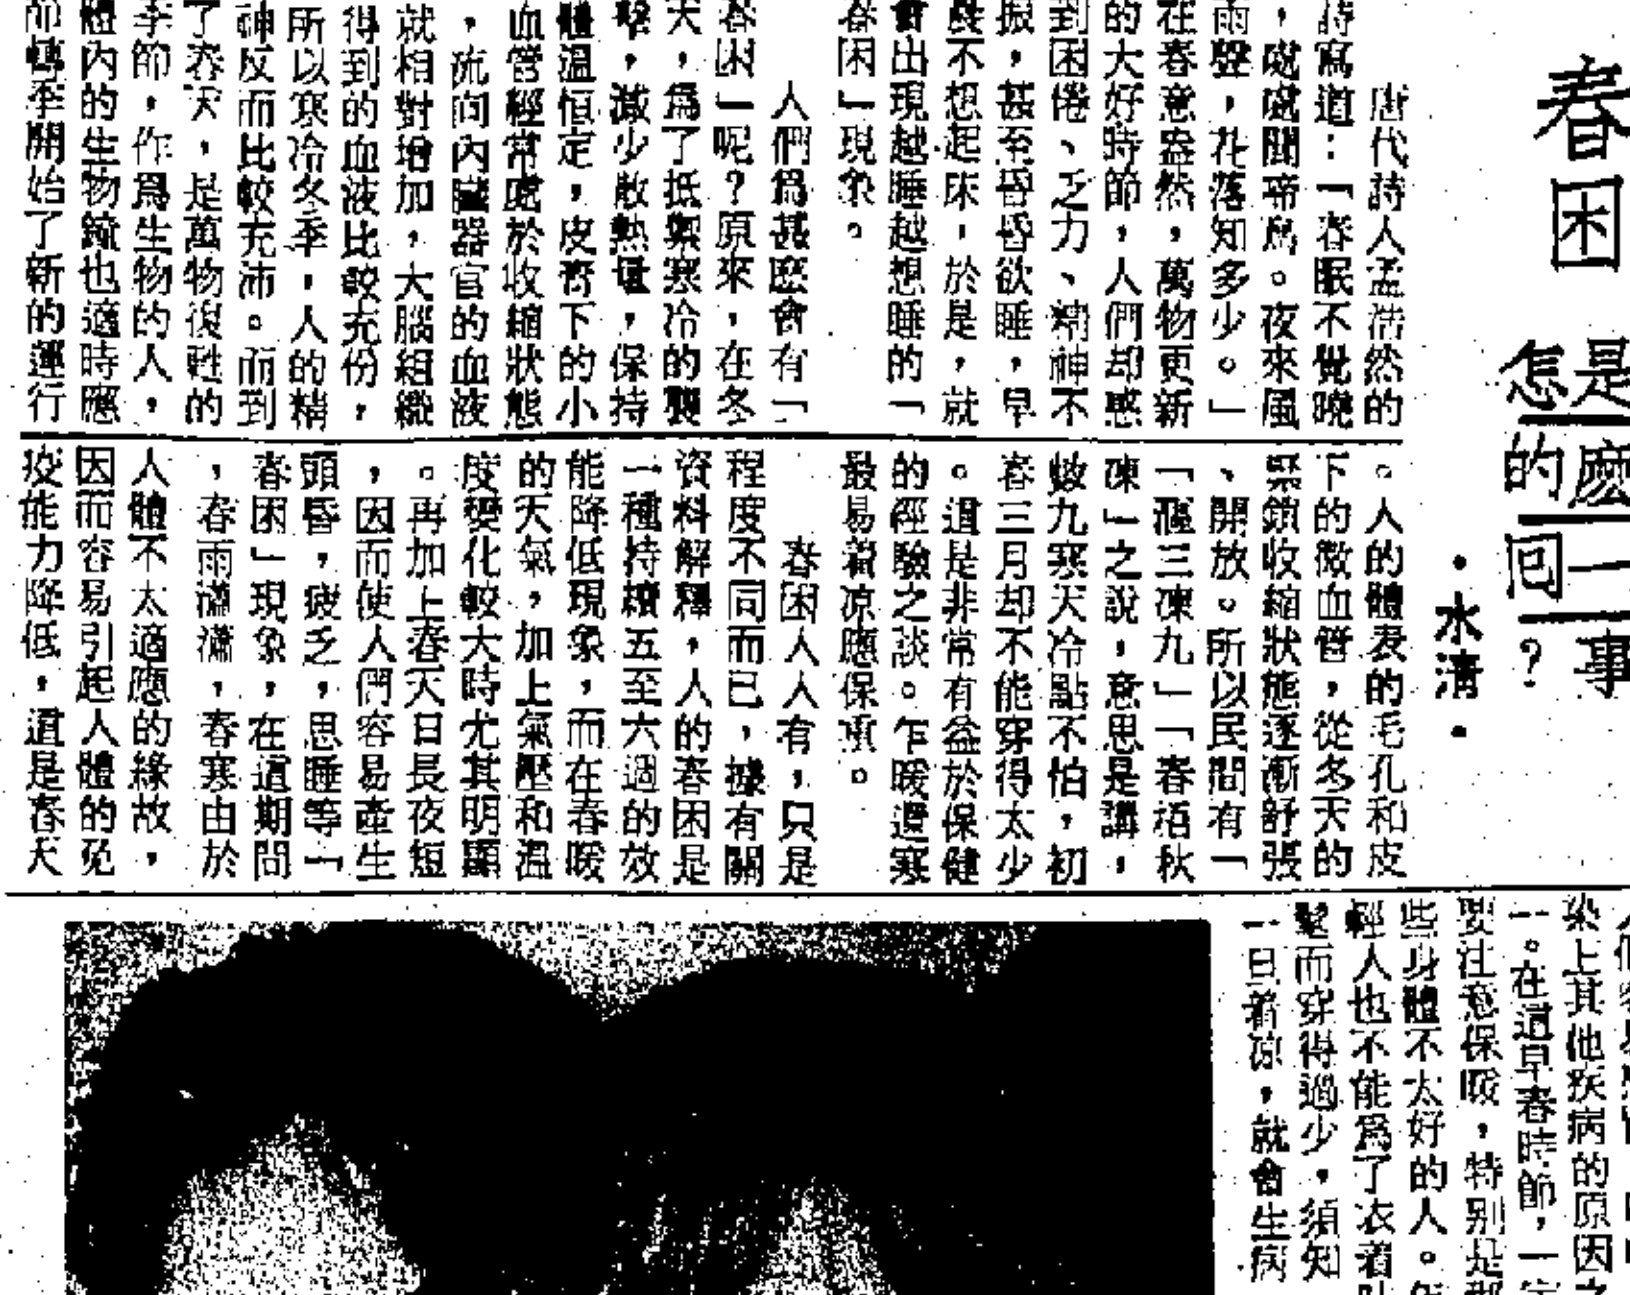 春困
是怎麽的一回事?
・水清・
唐代詩人孟浩然的
詩寫道：「春眠不覺曉
，處處聞啼鳥。夜來風
雨聲，花落知多少。」
在春意盎然，萬物更新
的大好時節，人們却感
到困倦、乏力、精神不
振，甚至昏昏欲睡，早
晨不想起床，於是，就
會出現越睡越想睡的「
春困」現象。
人們爲甚麽會有「
春困」呢？原來，在冬
天，爲了抵禦寒冷的襲
擊，減少散熱量，保持
體溫恒定，皮膚下的小
血管經常處於收縮狀態
，流向內臟器官的血液
就相對增加，大腦組織
得到的血液比較充份，
所以寒冷冬季，人的精
神反而比較充沛。而到
了春天，是萬物復甦的
季節，作爲生物的人，
體內的生物鐘也適時應
節轉季開始了新的運行
。人的體表的毛孔和皮
下的微血管，從冬天的
緊鎖收縮狀態逐漸舒張
、開放。所以民間有「
「風三凍九」「春捂秋
凍」之說，意思是講，
數九寒天冷點不怕，初
春三月却不能穿得太少
。這是非常有益於保健
的經驗之談。乍暖還寒
最易着凉應保重。
春困人人有，只是
程度不同而已，據有關
資料解釋，人的春困是
一種持續五至六週的效
能降低現象，而在春暖
的天氣，加上氣壓和溫
度變化較大時尤其明顯
。再加上春天日長夜短
，因而使人們容易產生
頭昏，疲乏，思睡等「
春困」現象，在這期間
，春雨瀟瀟，春寒由於
人體不太適應的緣故，
因而容易引起人體的免
疫能力降低，這是春天
染上其他疾病的原因之
一。在這早春時節，一
要注意保暖，特別是那
些身體不太好的人。年
輕人也不能爲了衣着
擊而穿得過少，須知
一旦着凉，就會生病